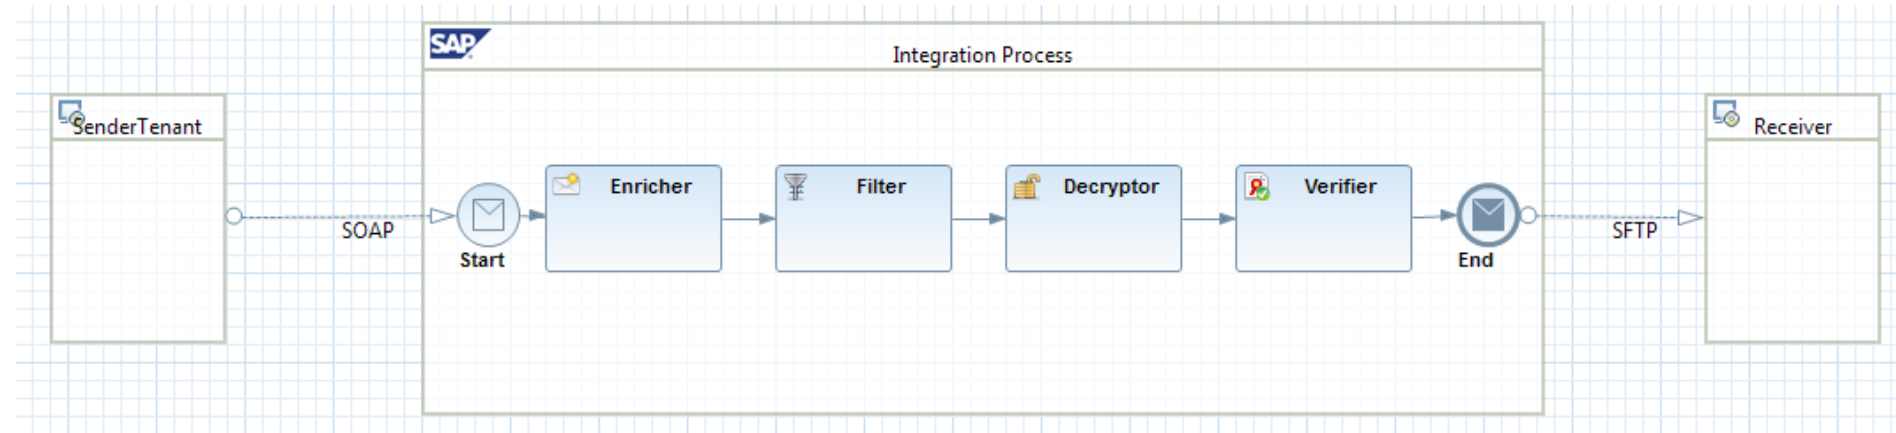 SAP
Integration Process
SenderTenant
Receiver
Enricher
Filter
Decryptor
Verifier
SOAP
SFTP
Start
End